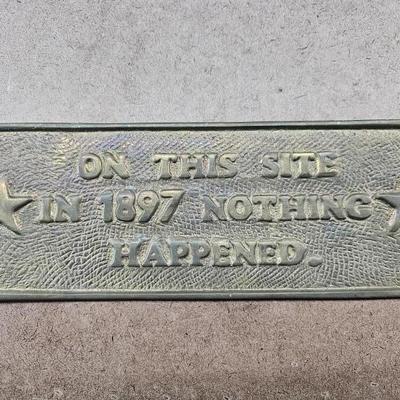 ON THIS SITE
IN 1897 NOTHING
HAPPENED.